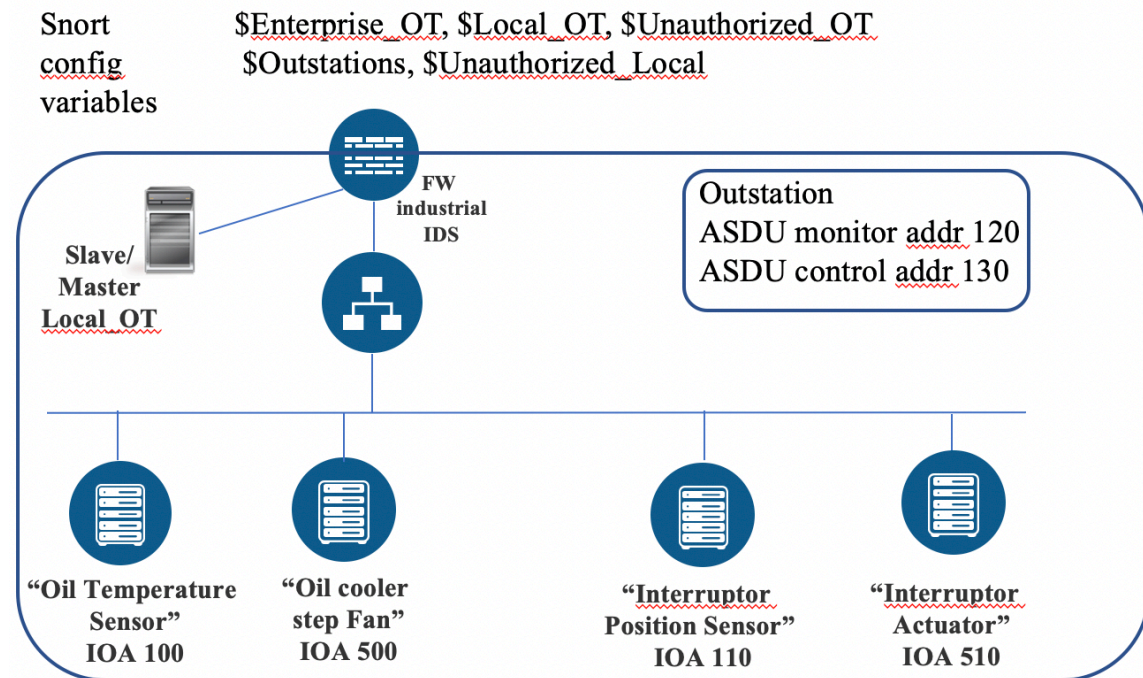 Snort $Enterprise_OT, $Local_OT, $Unauthorized_OT
config $Outstations, $Unauthorized_Local
variables
FW
industrial
IDS
Slave/
Master
Local_OT
Outstation
ASDU monitor addr 120
ASDU control addr 130
“Oil Temperature
Sensor”
IOA 100
“Oil cooler
step Fan”
IOA 500
“Interruptor
Position Sensor”
IOA 110
“Interruptor
Actuator”
IOA 510